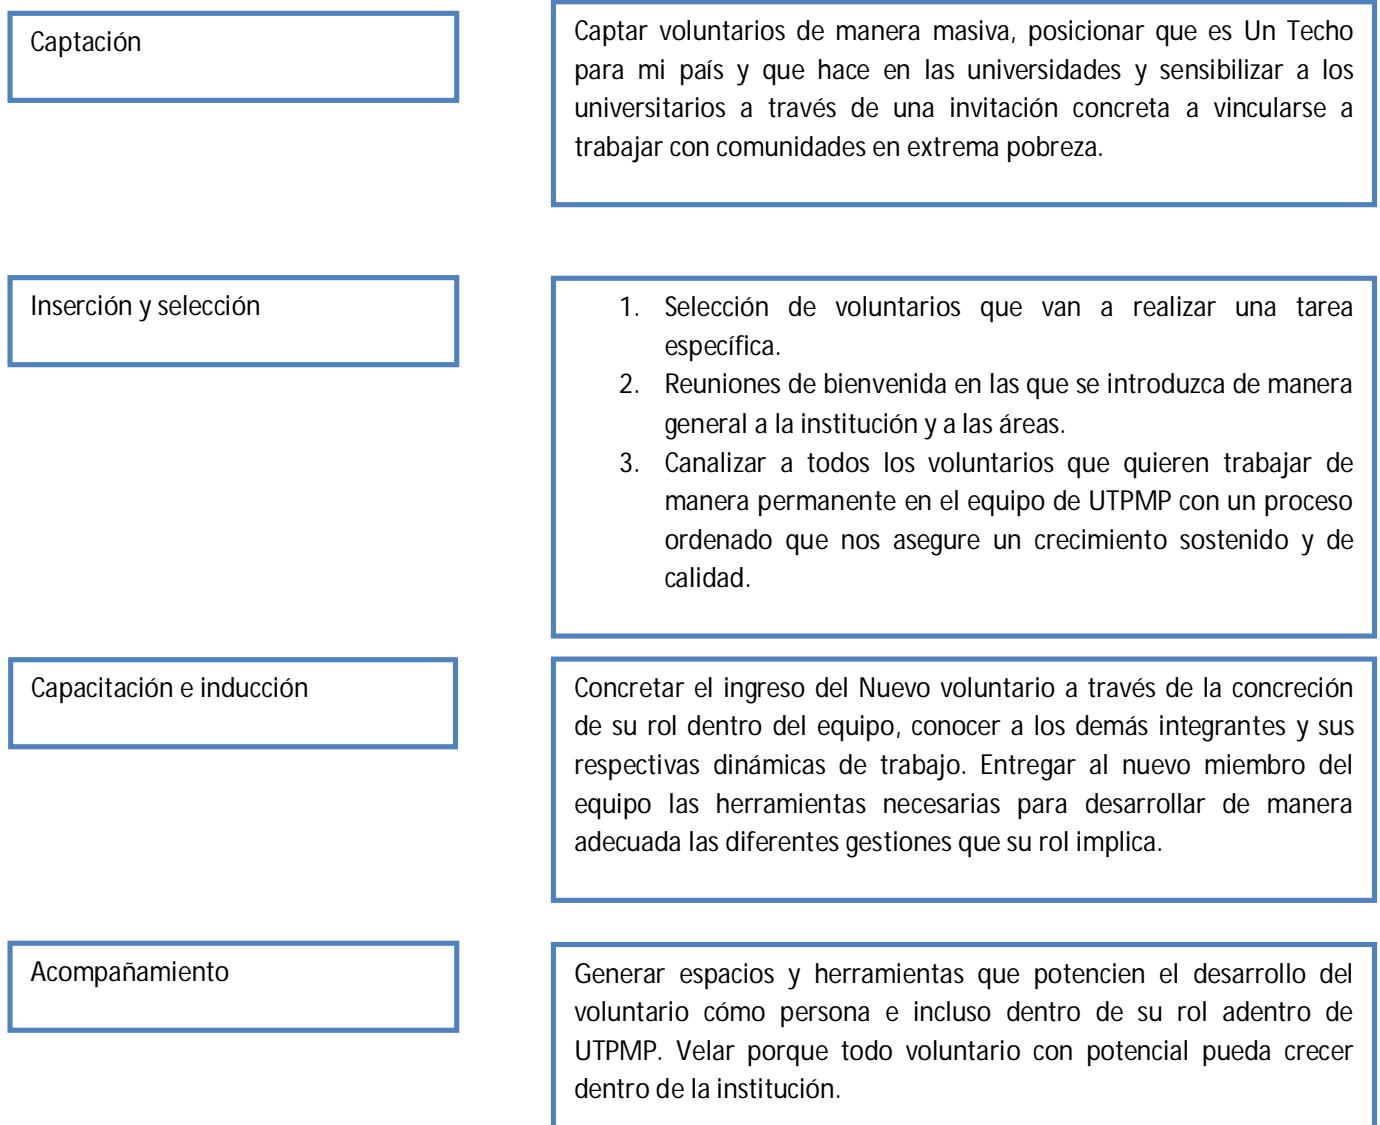 Captación
Captar voluntarios de manera masiva, posicionar que es Un Techo
para mi país y que hace en las universidades y sensibilizar a los
universitarios a través de una invitación concreta a vincularse a
trabajar con comunidades en extrema pobreza.
Inserción y selección
1. Selección de voluntarios que van a realizar una tarea
específica.
2. Reuniones de bienvenida en las que se introduzca de manera
general a la institución y a las áreas.
3. Canalizar a todos los voluntarios que quieren trabajar de
manera permanente en el equipo de UTPMP con un proceso
ordenado que nos asegure un crecimiento sostenido y de
calidad.
Capacitación e inducción
Concretar el ingreso del Nuevo voluntario a través de la concreción
de su rol dentro del equipo, conocer a los demás integrantes y sus
respectivas dinámicas de trabajo. Entregar al nuevo miembro del
equipo las herramientas necesarias para desarrollar de manera
adecuada las diferentes gestiones que su rol implica.
Acompañamiento
Generar espacios y herramientas que potencien el desarrollo del
voluntario cómo persona e incluso dentro de su rol adentro de
UTPMP. Velar porque todo voluntario con potencial pueda crecer
dentro de la institución.